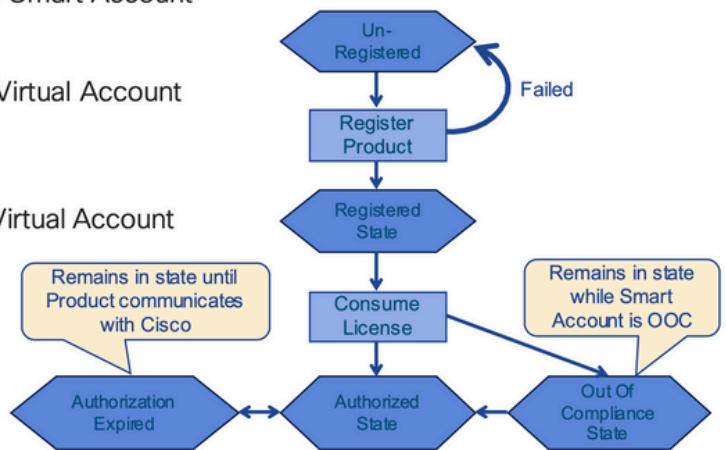 Smart Account
Un-
Registered
Virtual Account
Failed
Register
Product
Virtual Account
Registered
State
Remains in state until
Product communicates
with Cisco
Remains in state
while Smart
Account is OOC
Consume
License
Authorization
Expired
Authorized
State
Out Of
Compliance
State